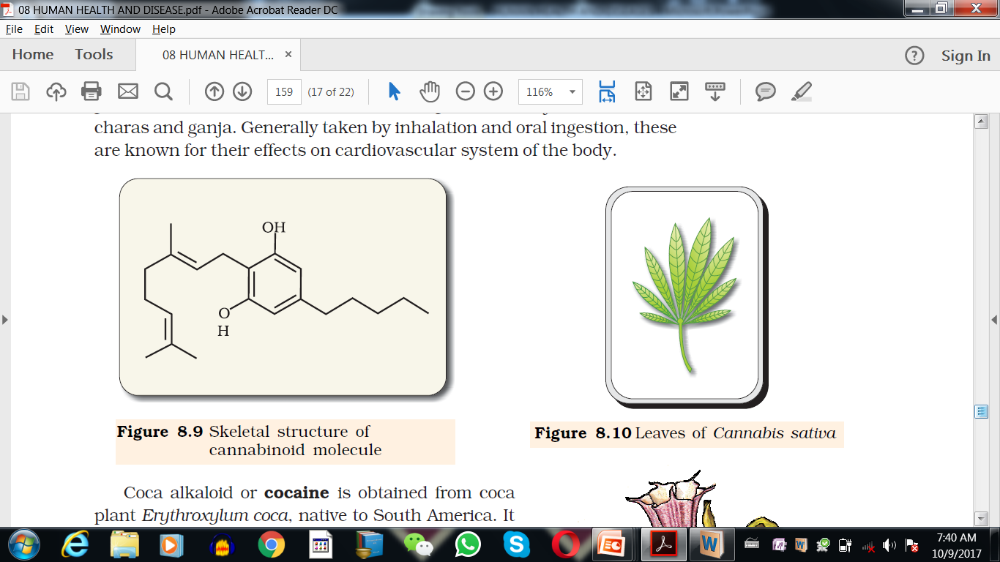 08 HUMAN HEALTH AND DISEASE.pdf - Adobe Acrobat Reader DC
File Edit View Window Help
Home Tools 08 HUMAN HEALT... × ? Sign In
159 (17 of 22) 116%
charas and ganja. Generally taken by inhalation and oral ingestion, these
are known for their effects on cardiovascular system of the body.
OH
O
H
Figure 8.9 Skeletal structure of
cannabinoid molecule
Figure 8.10 Leaves of Cannabis sativa
Coca alkaloid or cocaine is obtained from coca
plant Erythroxylum coca, native to South America. It
7:40 AM
10/9/2017